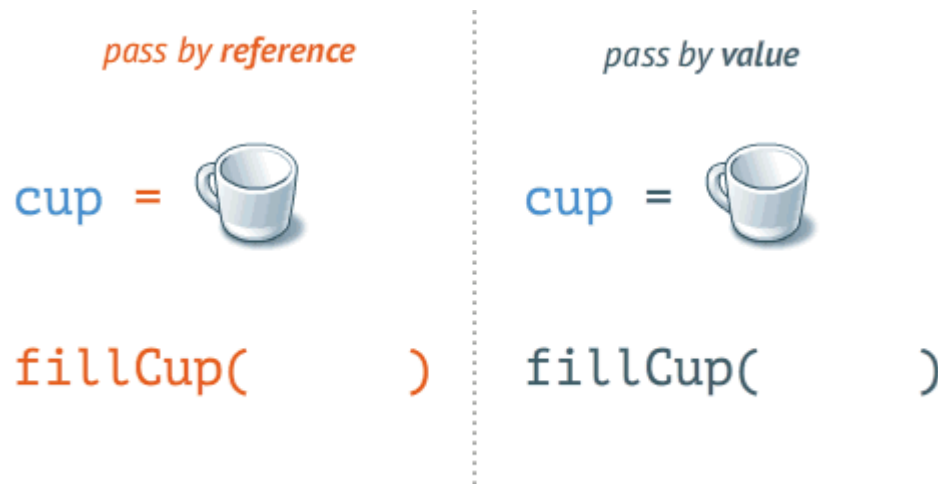 pass by reference
cup =
fillCup( )
pass by value
cup =
fillCup( )